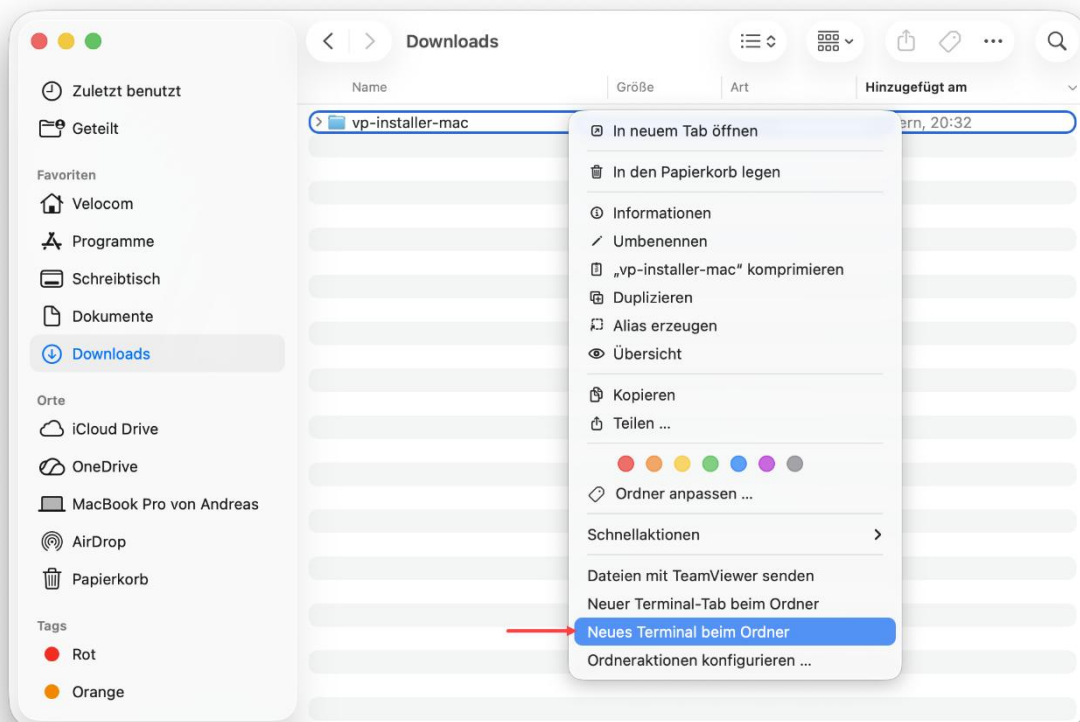 Downloads
Zuletzt benutzt
Geteilt
Favoriten
Velocom
Programme
Schreibtisch
Dokumente
Downloads
Orte
iCloud Drive
OneDrive
MacBook Pro von Andreas
AirDrop
Papierkorb
Tags
Rot
Orange
Name Größe Art Hinzugefügt am
vp-installer-mac ern, 20:32
In neuem Tab öffnen
In den Papierkorb legen
Informationen
Umbenennen
„vp-installer-mac“ komprimieren
Duplizieren
Alias erzeugen
Übersicht
Kopieren
Teilen ...
Ordner anpassen ...
Schnellaktionen
Dateien mit TeamViewer senden
Neuer Terminal-Tab beim Ordner
Neues Terminal beim Ordner
Ordneraktionen konfigurieren ...